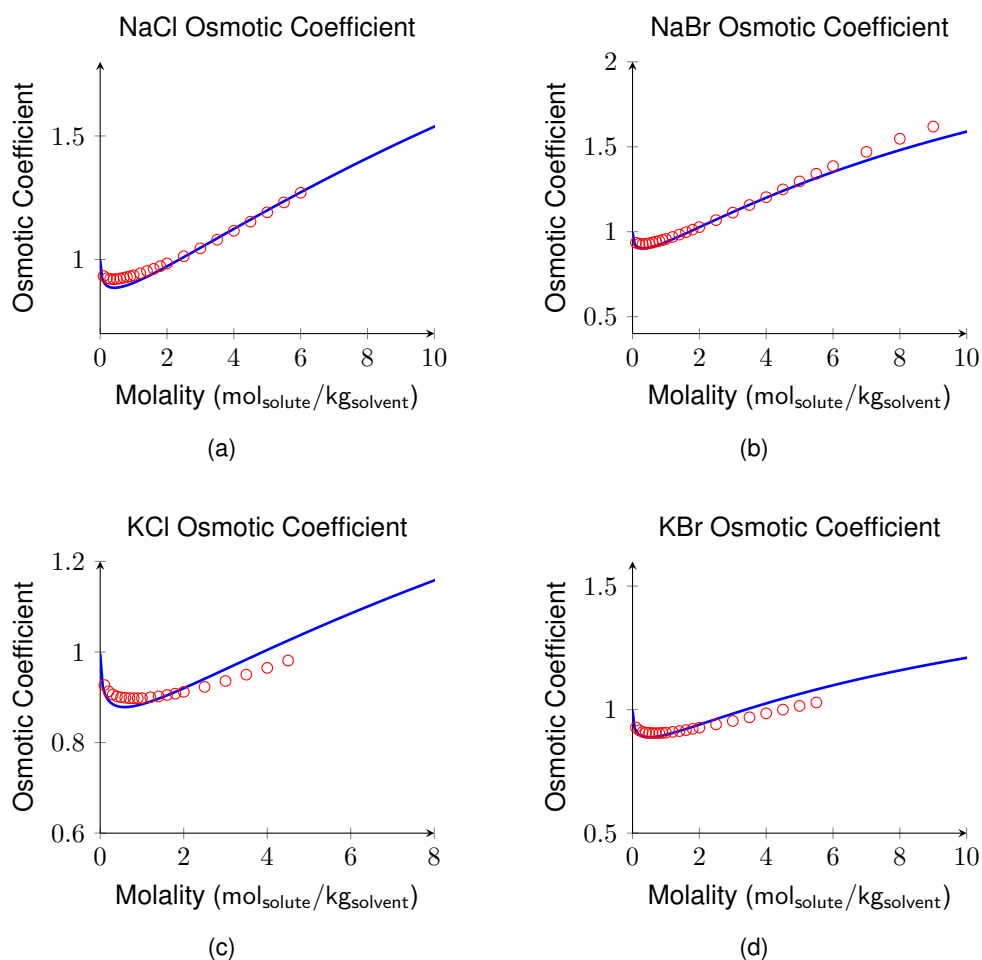 NaCl Osmotic Coefficient
Osmotic Coefficient
1.5
1
0 2 4 6 8 10
Molality (mol_solute/kg_solvent)
(a)
NaBr Osmotic Coefficient
Osmotic Coefficient
2
1.5
1
0.5
0 2 4 6 8 10
Molality (mol_solute/kg_solvent)
(b)
KCl Osmotic Coefficient
Osmotic Coefficient
1.2
1
0.8
0.6
0 2 4 6 8
Molality (mol_solute/kg_solvent)
(c)
KBr Osmotic Coefficient
Osmotic Coefficient
1.5
1
0.5
0 2 4 6 8 10
Molality (mol_solute/kg_solvent)
(d)